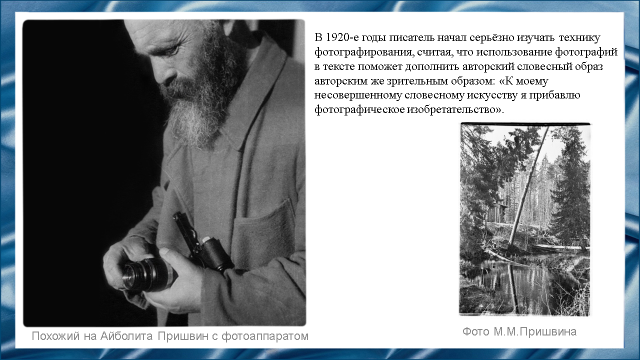 В 1920-е годы писатель начал серьёзно изучать технику
фотографирования, считая, что использование фотографий
в тексте поможет дополнить авторский словесный образ
авторским же зрительным образом: «К моему
несовершенному словесному искусству я прибавлю
фотографическое изобретательство».
Похожий на Айболита Пришвин с фотоаппаратом
Фото М.М.Пришвина